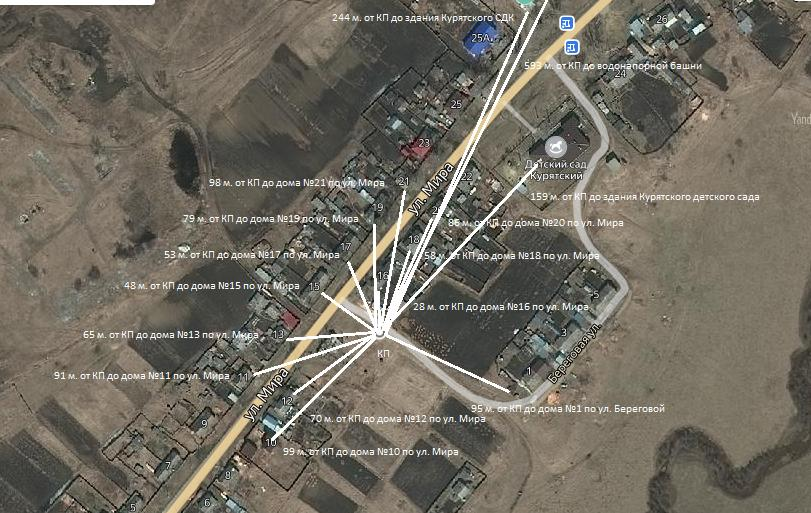 244 м. от КП до здания Курятского СДК
26
25А
593 м. от КП до водонапорной башни
24
25
23
Детский сад
Курятский
Yand
98 м. от КП до дома №21 по ул. Мира
21
22
ул. Мира
159 м. от КП до здания Курятского детского сада
79 м. от КП до дома №19 по ул. Мира
19
86 м. от КП до дома №20 по ул. Мира
18
17
53 м. от КП до дома №17 по ул. Мира
58 м. от КП до дома №18 по ул. Мира
16
48 м. от КП до дома №15 по ул. Мира
15
5
28 м. от КП до дома №16 по ул. Мира
65 м. от КП до дома №13 по ул. Мира
13
3
КП
Береговая ул.
1
91 м. от КП до дома №11 по ул. Мира
11
ул. Мира
12
95 м. от КП до дома №1 по ул. Береговой
70 м. от КП до дома №12 по ул. Мира
9
10
99 м. от КП до дома №10 по ул. Мира
7
8
6
5